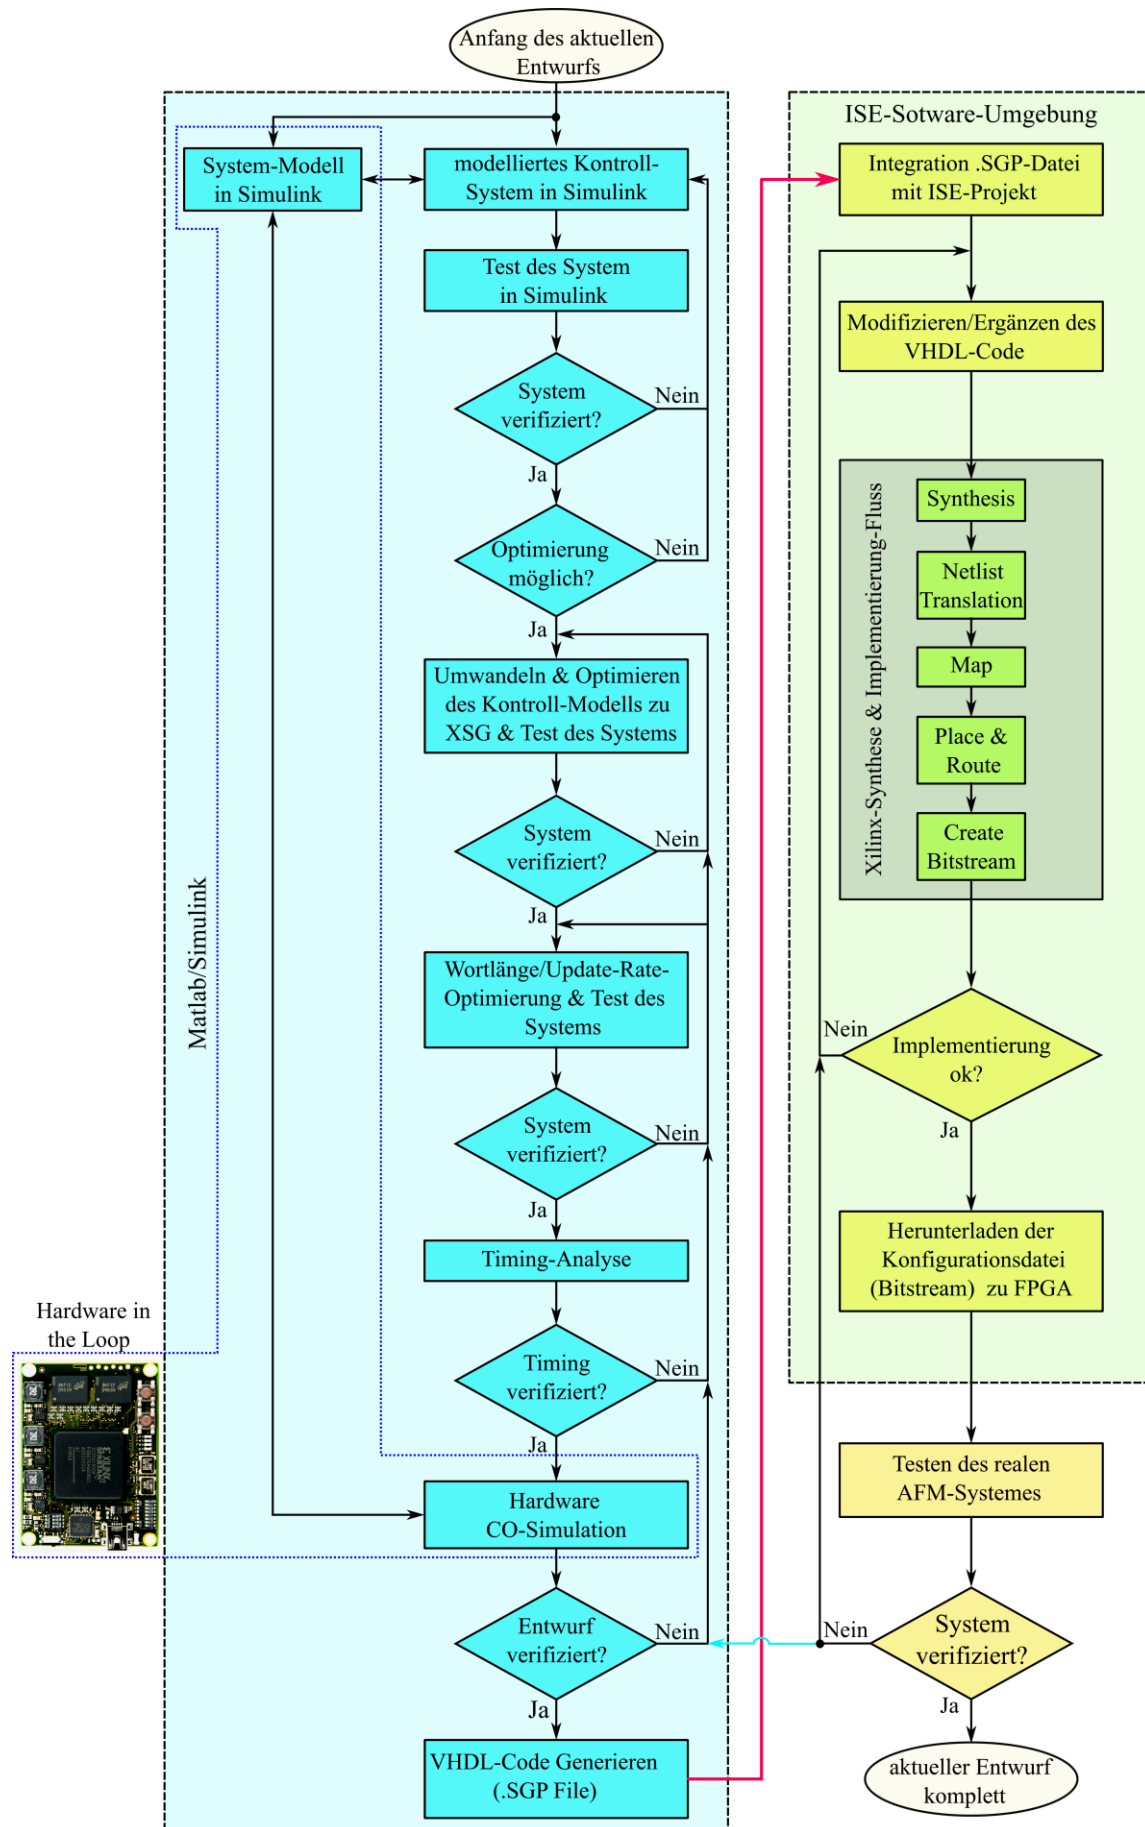 Anfang des aktuellen
Entwurfs
System-Modell
in Simulink
modelliertes Kontroll-
System in Simulink
Test des System
in Simulink
System
verifiziert?
Nein
Ja
Optimierung
möglich?
Nein
Ja
Umwandeln & Optimieren
des Kontroll-Modells zu
XSG & Test des Systems
System
verifiziert?
Nein
Ja
Wortlänge/Update-Rate-
Optimierung & Test des
Systems
System
verifiziert?
Nein
Ja
Timing-Analyse
Timing
verifiziert?
Nein
Ja
Hardware
CO-Simulation
Entwurf
verifiziert?
Nein
Ja
VHDL-Code Generieren
(.SGP File)
Matlab/Simulink
Hardware in
the Loop
ISE-Sotware-Umgebung
Integration .SGP-Datei
mit ISE-Projekt
Modifizieren/Ergänzen des
VHDL-Code
Xilinx-Synthese & Implementierung-Fluss
Synthesis
Netlist
Translation
Map
Place &
Route
Create
Bitstream
Implementierung
ok?
Nein
Ja
Herunterladen der
Konfigurationsdatei
(Bitstream) zu FPGA
Testen des realen
AFM-Systemes
System
verifiziert?
Nein
Ja
aktueller Entwurf
komplett